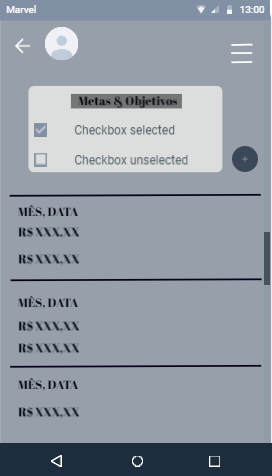 Marvel
13:00
Metas & Objetivos
Checkbox selected
Checkbox unselected
+
MÊS, DATA
R$ XXX,XX
R$ XXX,XX
MÊS, DATA
R$ XXX,XX
R$ XXX,XX
MÊS, DATA
R$ XXX,XX